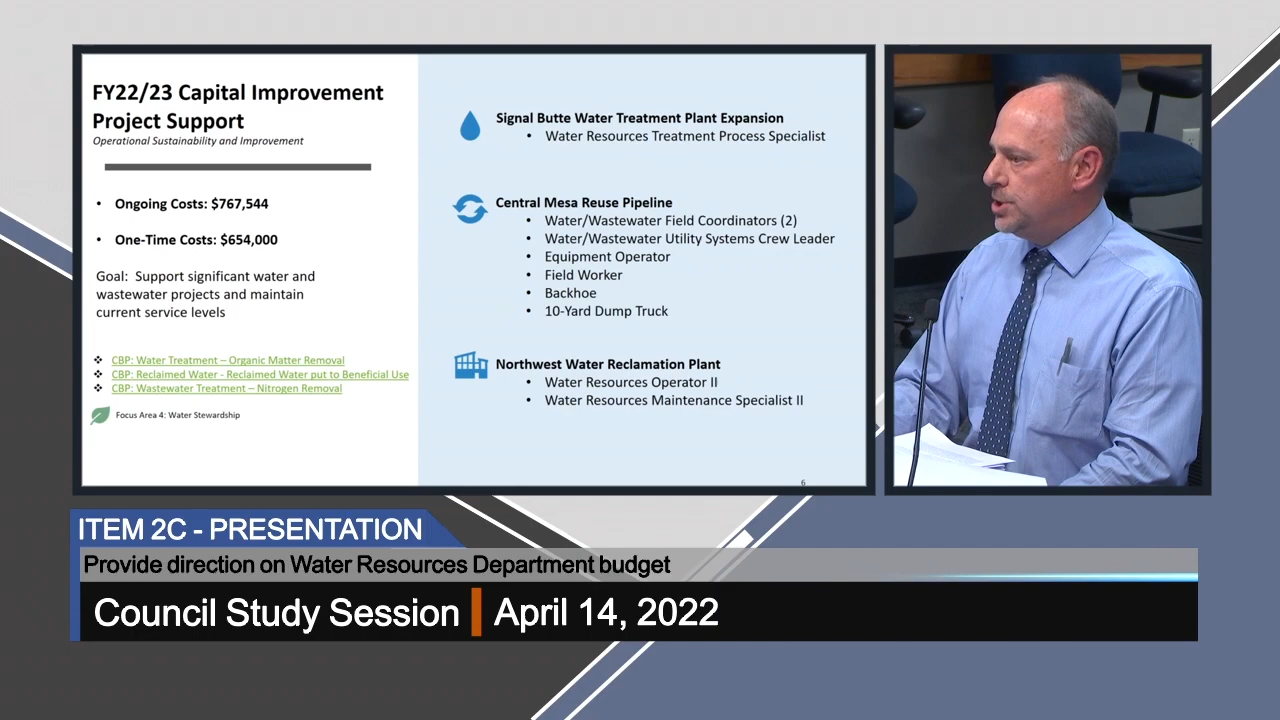 FY22/23 Capital Improvement
Project Support
Operational Sustainability and Improvement
• Ongoing Costs: $767,544
• One-Time Costs: $654,000
Goal: Support significant water and
wastewater projects and maintain
current service levels
❖ CBP: Water Treatment – Organic Matter Removal
❖ CBP: Reclaimed Water - Reclaimed Water put to Beneficial Use
❖ CBP: Wastewater Treatment – Nitrogen Removal
Focus Area 4: Water Stewardship
Signal Butte Water Treatment Plant Expansion
• Water Resources Treatment Process Specialist
Central Mesa Reuse Pipeline
• Water/Wastewater Field Coordinators (2)
• Water/Wastewater Utility Systems Crew Leader
• Equipment Operator
• Field Worker
• Backhoe
• 10-Yard Dump Truck
Northwest Water Reclamation Plant
• Water Resources Operator II
• Water Resources Maintenance Specialist II
6
ITEM 2C - PRESENTATION
Provide direction on Water Resources Department budget
Council Study Session
April 14, 2022